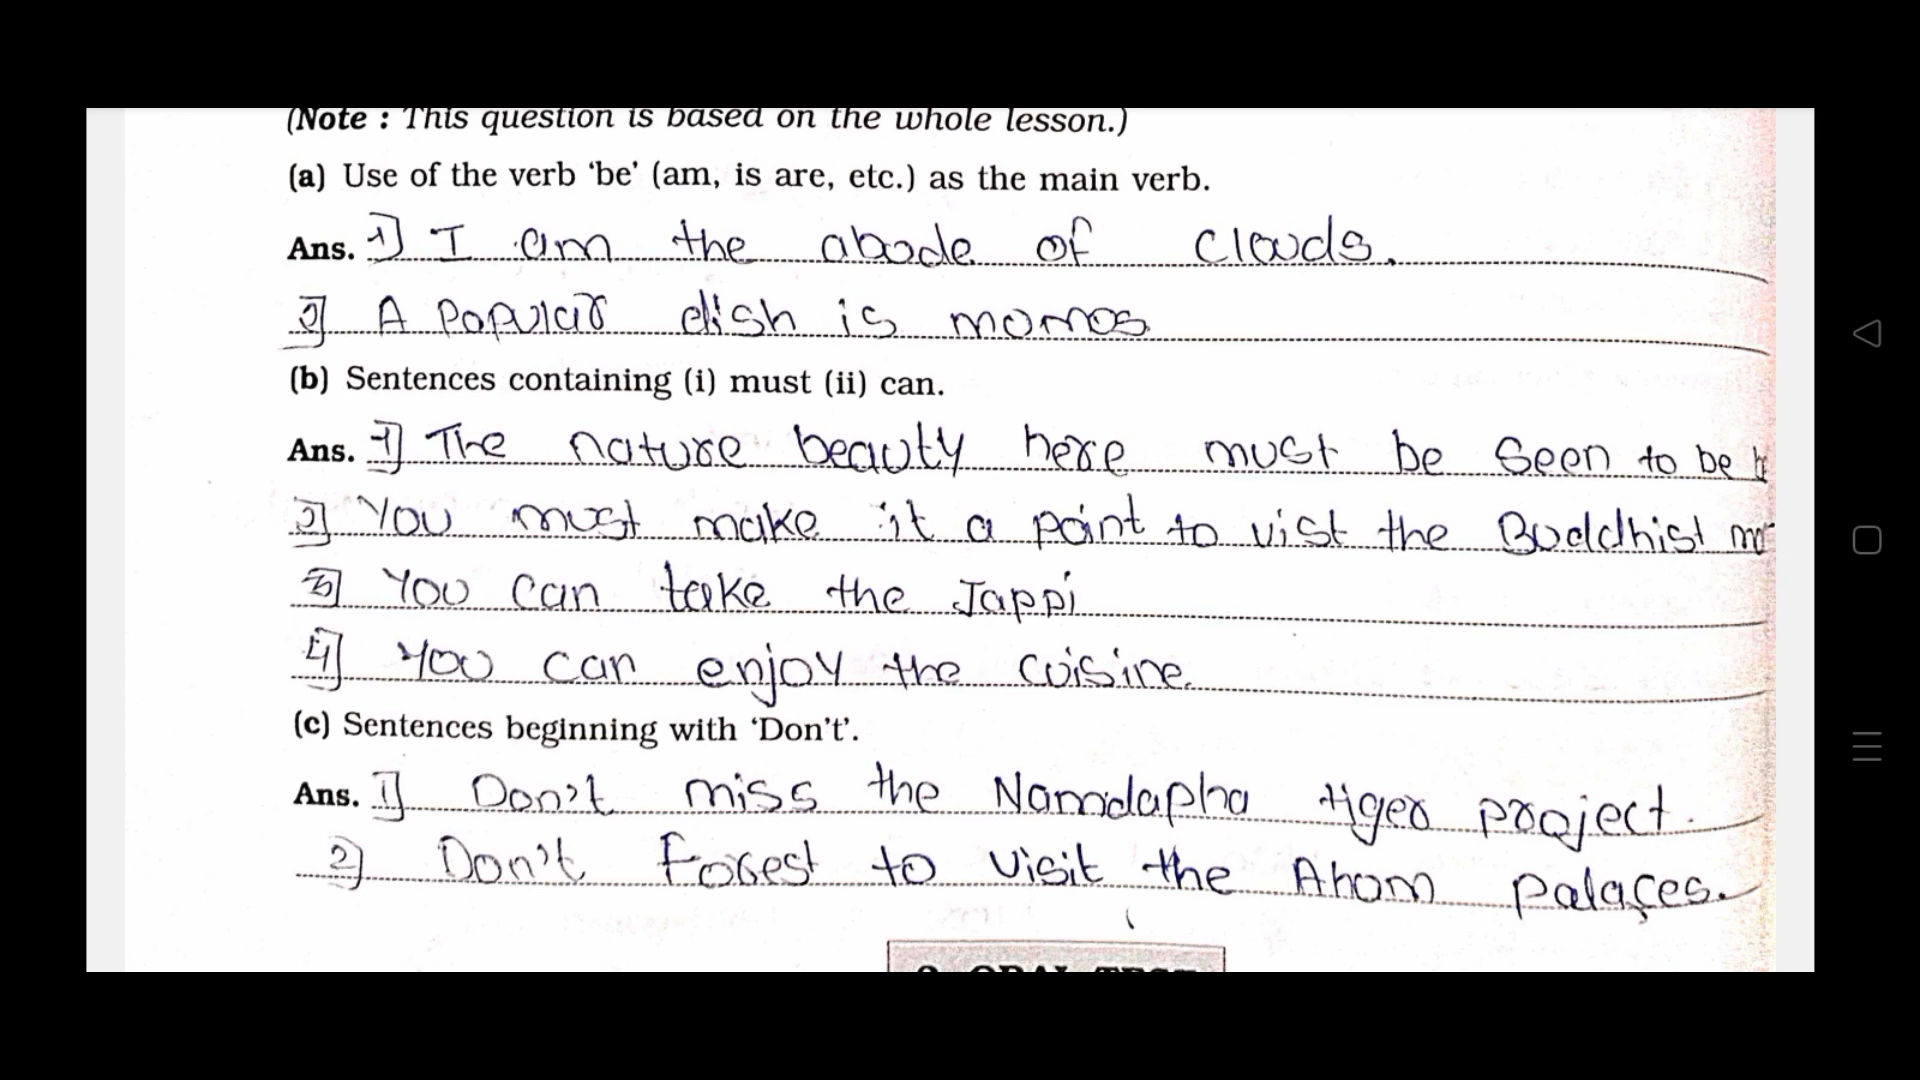 (Note : This question is based on the whole lesson.)
(a) Use of the verb ‘be’ (am, is are, etc.) as the main verb.
Ans. 1] I am the abode of clouds.
2] A Popular dish is momos.
(b) Sentences containing (i) must (ii) can.
Ans. 1] The nature beauty here must be seen to be
2] You must make it a point to vist the Buddhist
3] You can take the Jappi
4] You can enjoy the cuisine.
(c) Sentences beginning with ‘Don't’.
Ans. 1] Don't miss the Namdapha tiger project.
2] Don't to visit the Ahom palaces.
ORAL TEST